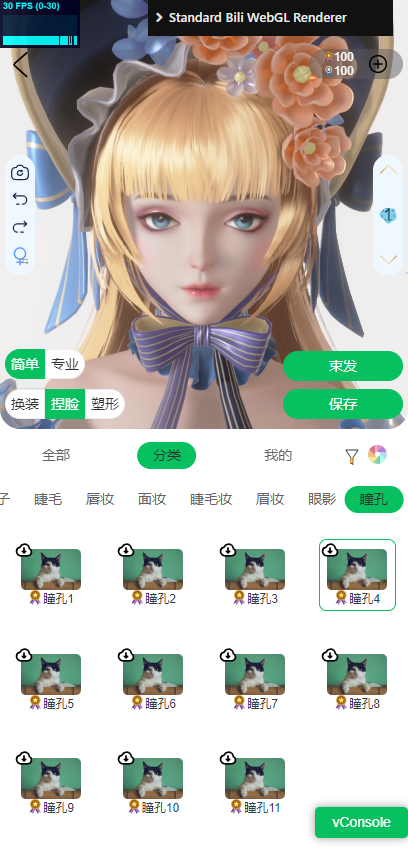 30 FPS (0-30)
Standard Bili WebGL Renderer
100
100
1
简单 专业
束发
换装 捏脸 塑形
保存
全部 分类 我的
子 睫毛 唇妆 面妆 睫毛妆 眉妆 眼影 瞳孔
瞳孔1 瞳孔2 瞳孔3 瞳孔4
瞳孔5 瞳孔6 瞳孔7 瞳孔8
瞳孔9 瞳孔10 瞳孔11
vConsole